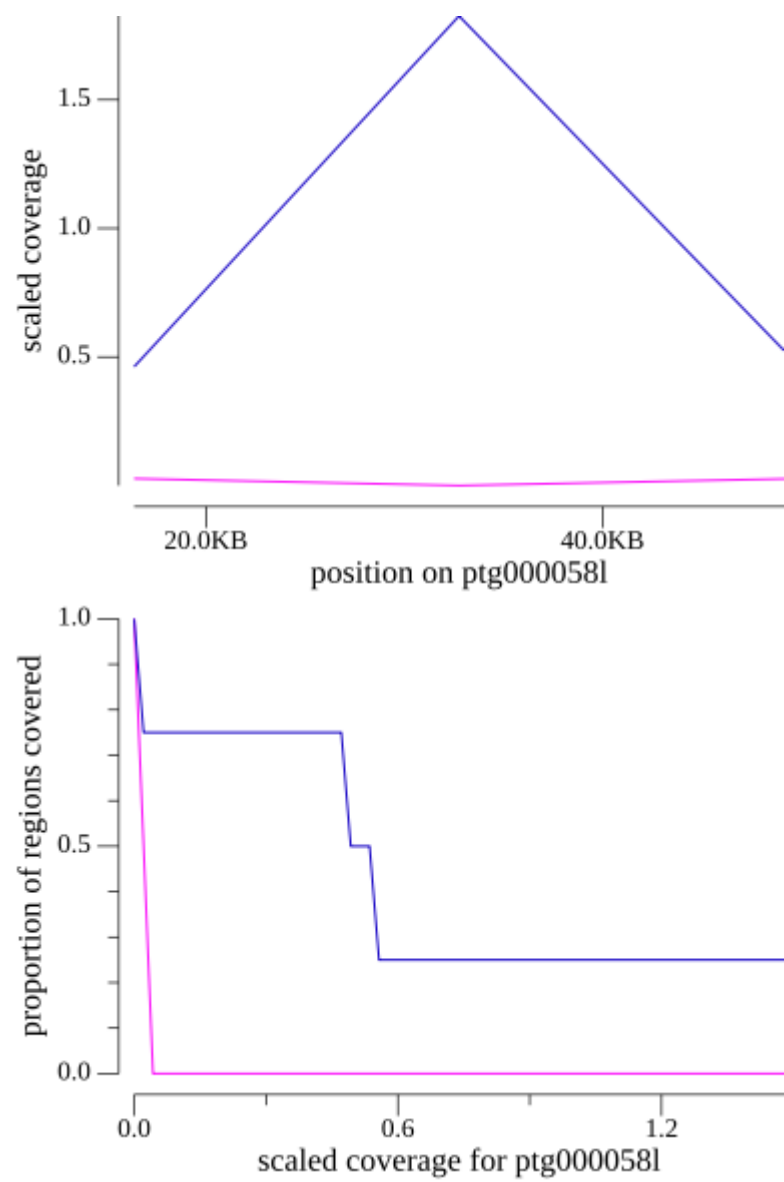 1.5
1.0
0.5
scaled coverage
20.0KB 40.0KB
position on ptg000058l
1.0
0.5
0.0
proportion of regions covered
0.0 0.6 1.2
scaled coverage for ptg000058l